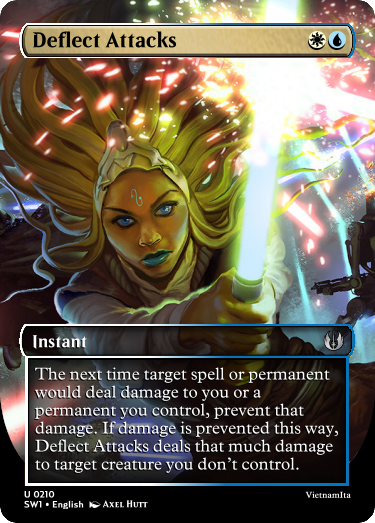 Deflect Attacks
Instant
The next time target spell or permanent
would deal damage to you or a
permanent you control, prevent that
damage. If damage is prevented this way,
Deflect Attacks deals that much damage
to target creature you don't control.
U 0210
SW1 • English Axel Hutt
VietnamIta